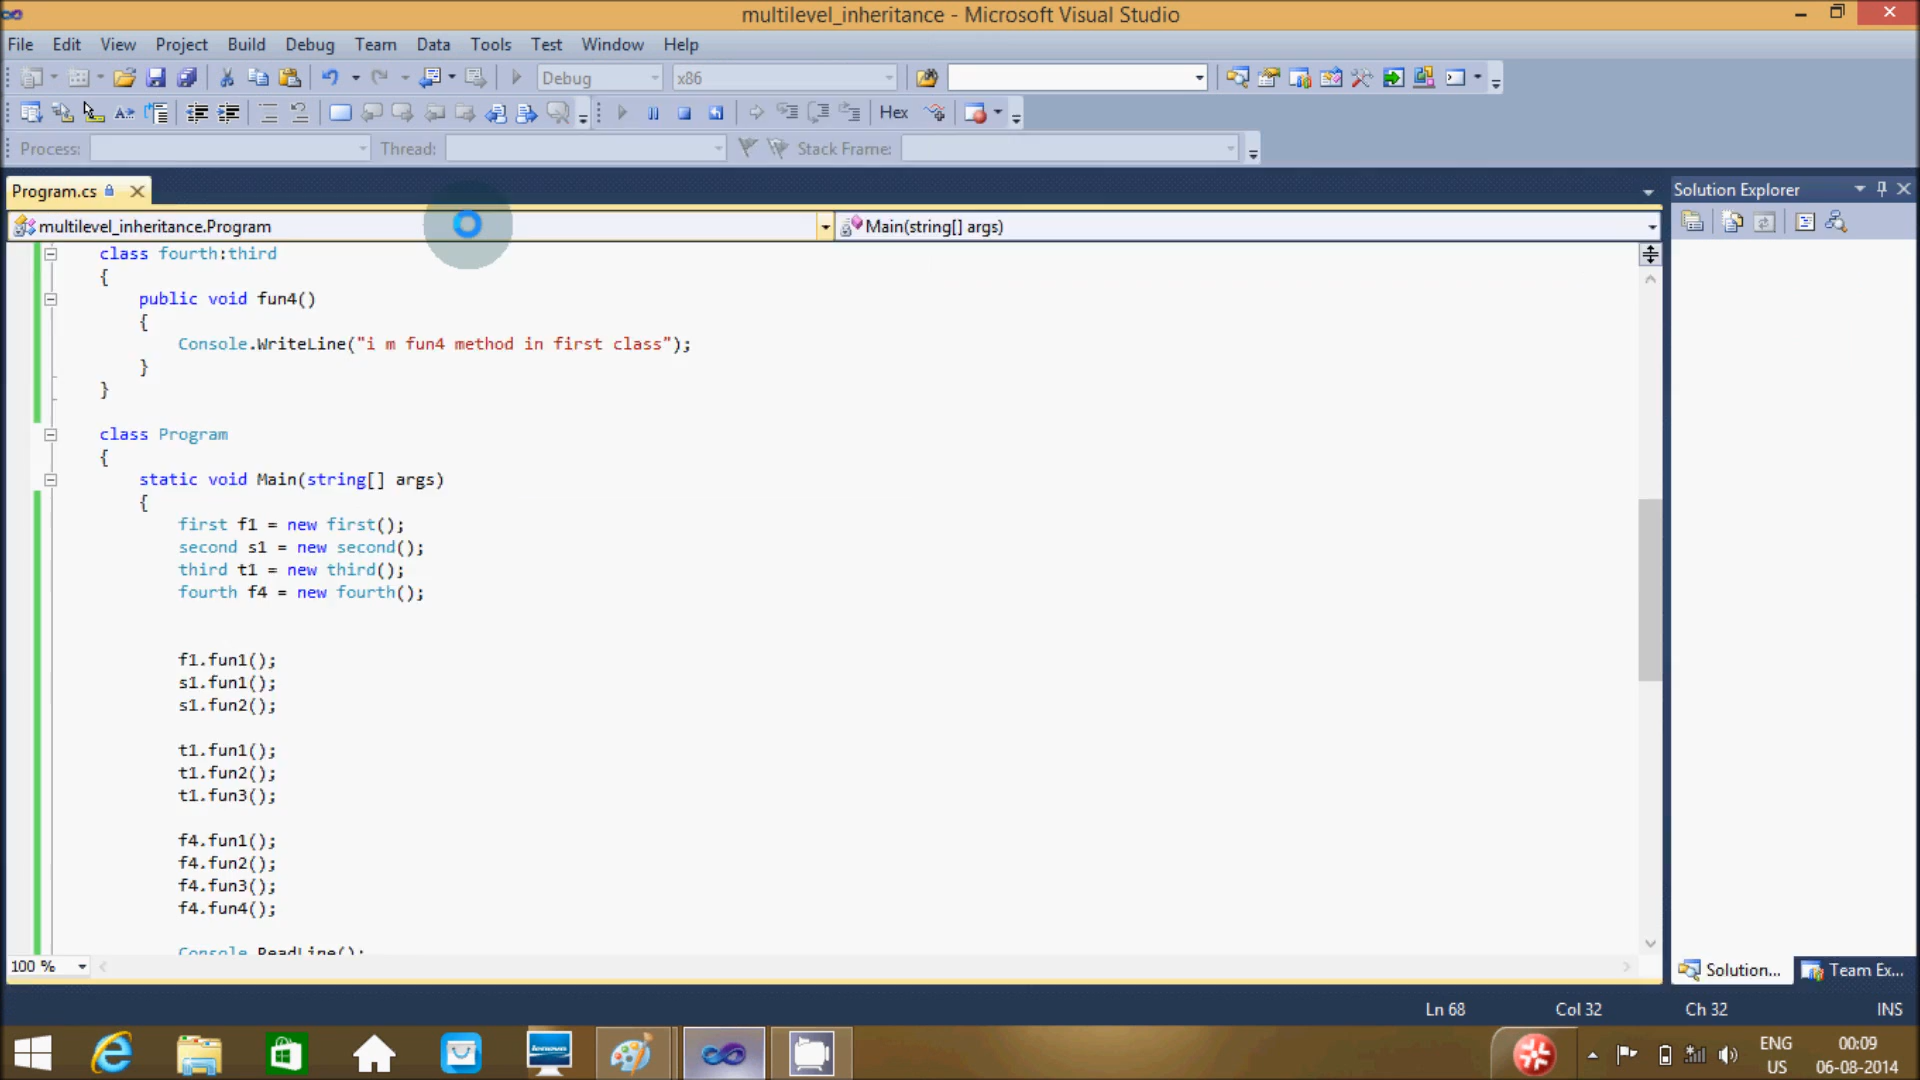 multilevel_inheritance - Microsoft Visual Studio
File Edit View Project Build Debug Team Data Tools Test Window Help
Debug x86
Hex
Process: Thread: Stack Frame:
Program.cs
Solution Explorer
multilevel_inheritance.Program
Main(string[] args)
class fourth:third
{
public void fun4()
{
Console.WriteLine("i m fun4 method in first class");
}
}
class Program
{
static void Main(string[] args)
{
first f1 = new first();
second s1 = new second();
third t1 = new third();
fourth f4 = new fourth();
f1.fun1();
s1.fun1();
s1.fun2();
t1.fun1();
t1.fun2();
t1.fun3();
f4.fun1();
f4.fun2();
f4.fun3();
f4.fun4();
Console.ReadLine();
100 %
Solution... Team Ex...
Ln 68 Col 32 Ch 32 INS
lenovo
ENG 00:09
US 06-08-2014